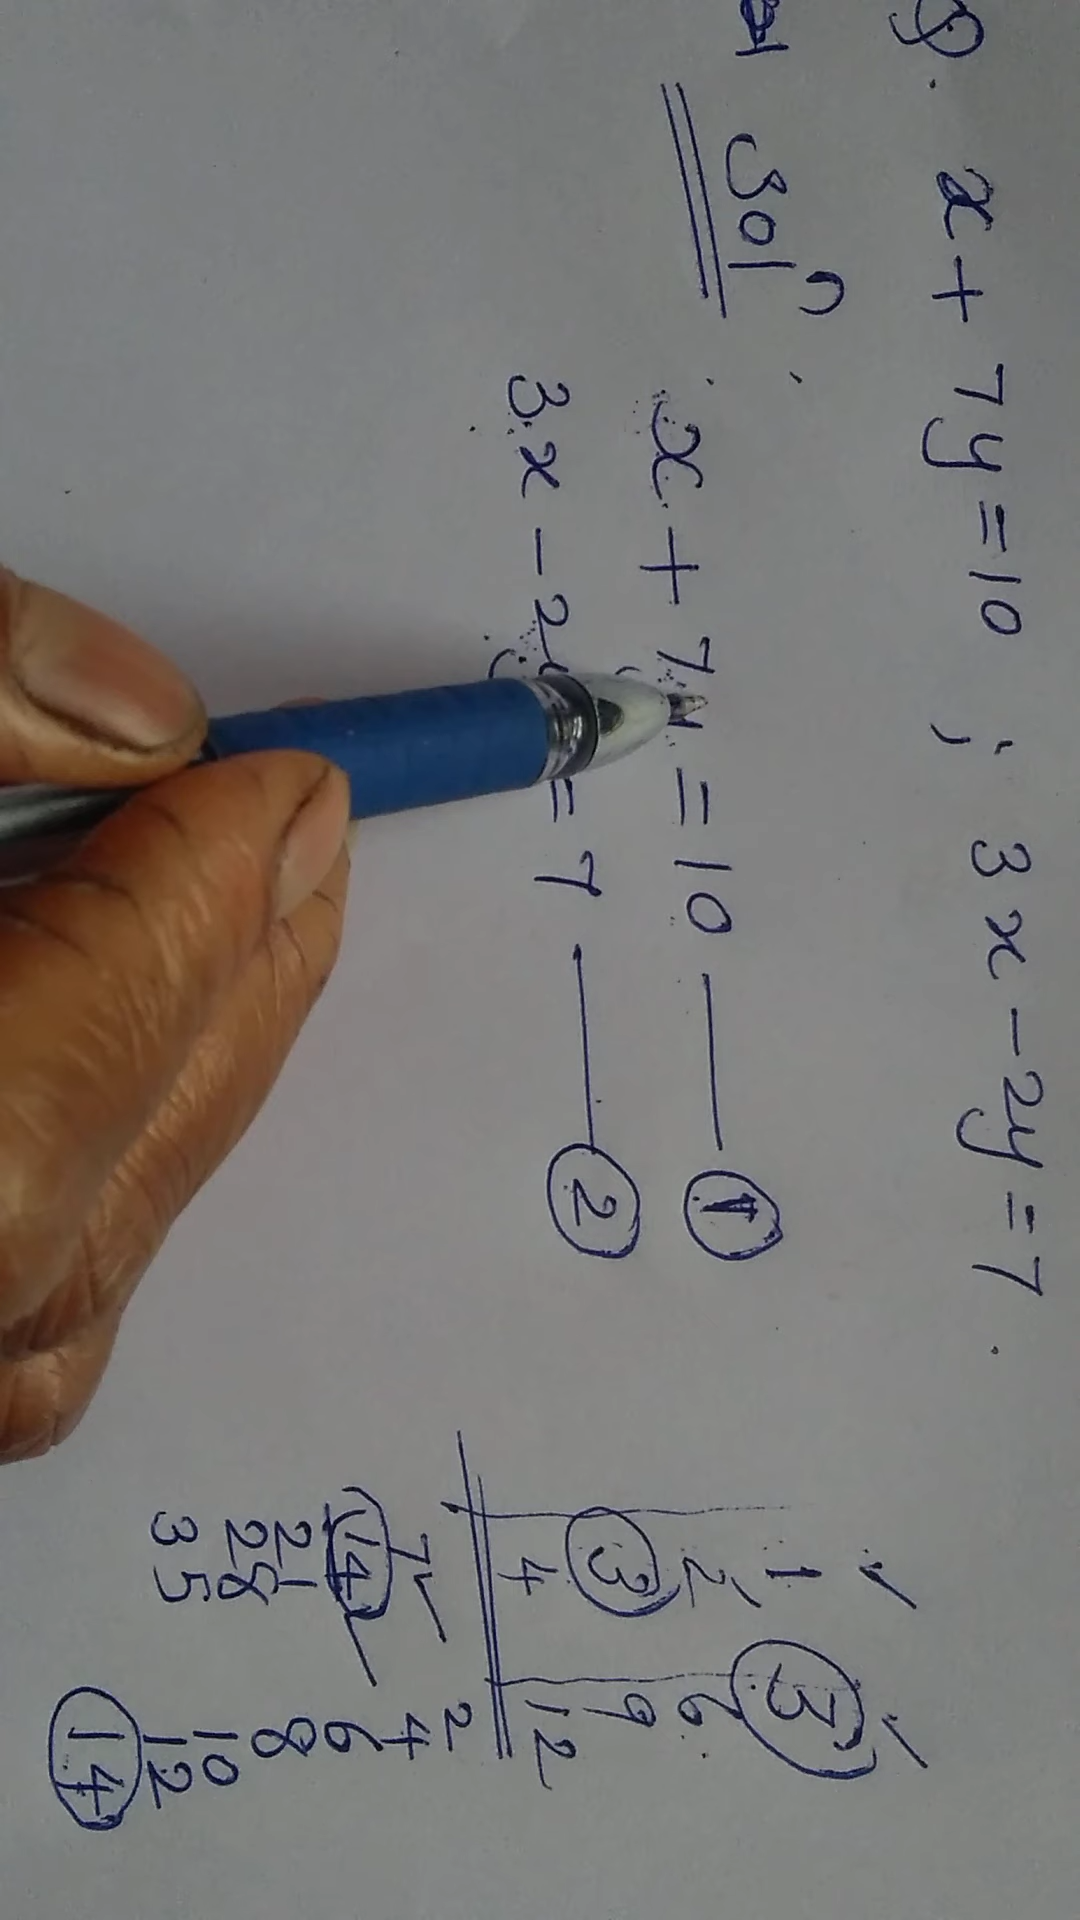 Q. x + 7y = 10 ; 3x - 2y = 7.
Solⁿ
x + 7y = 10 — ①
3x - 2y = 7 — ②
1 3
2 6
3 9
4 12
7 2
14 4
21 6
28 8
35 10
12
14